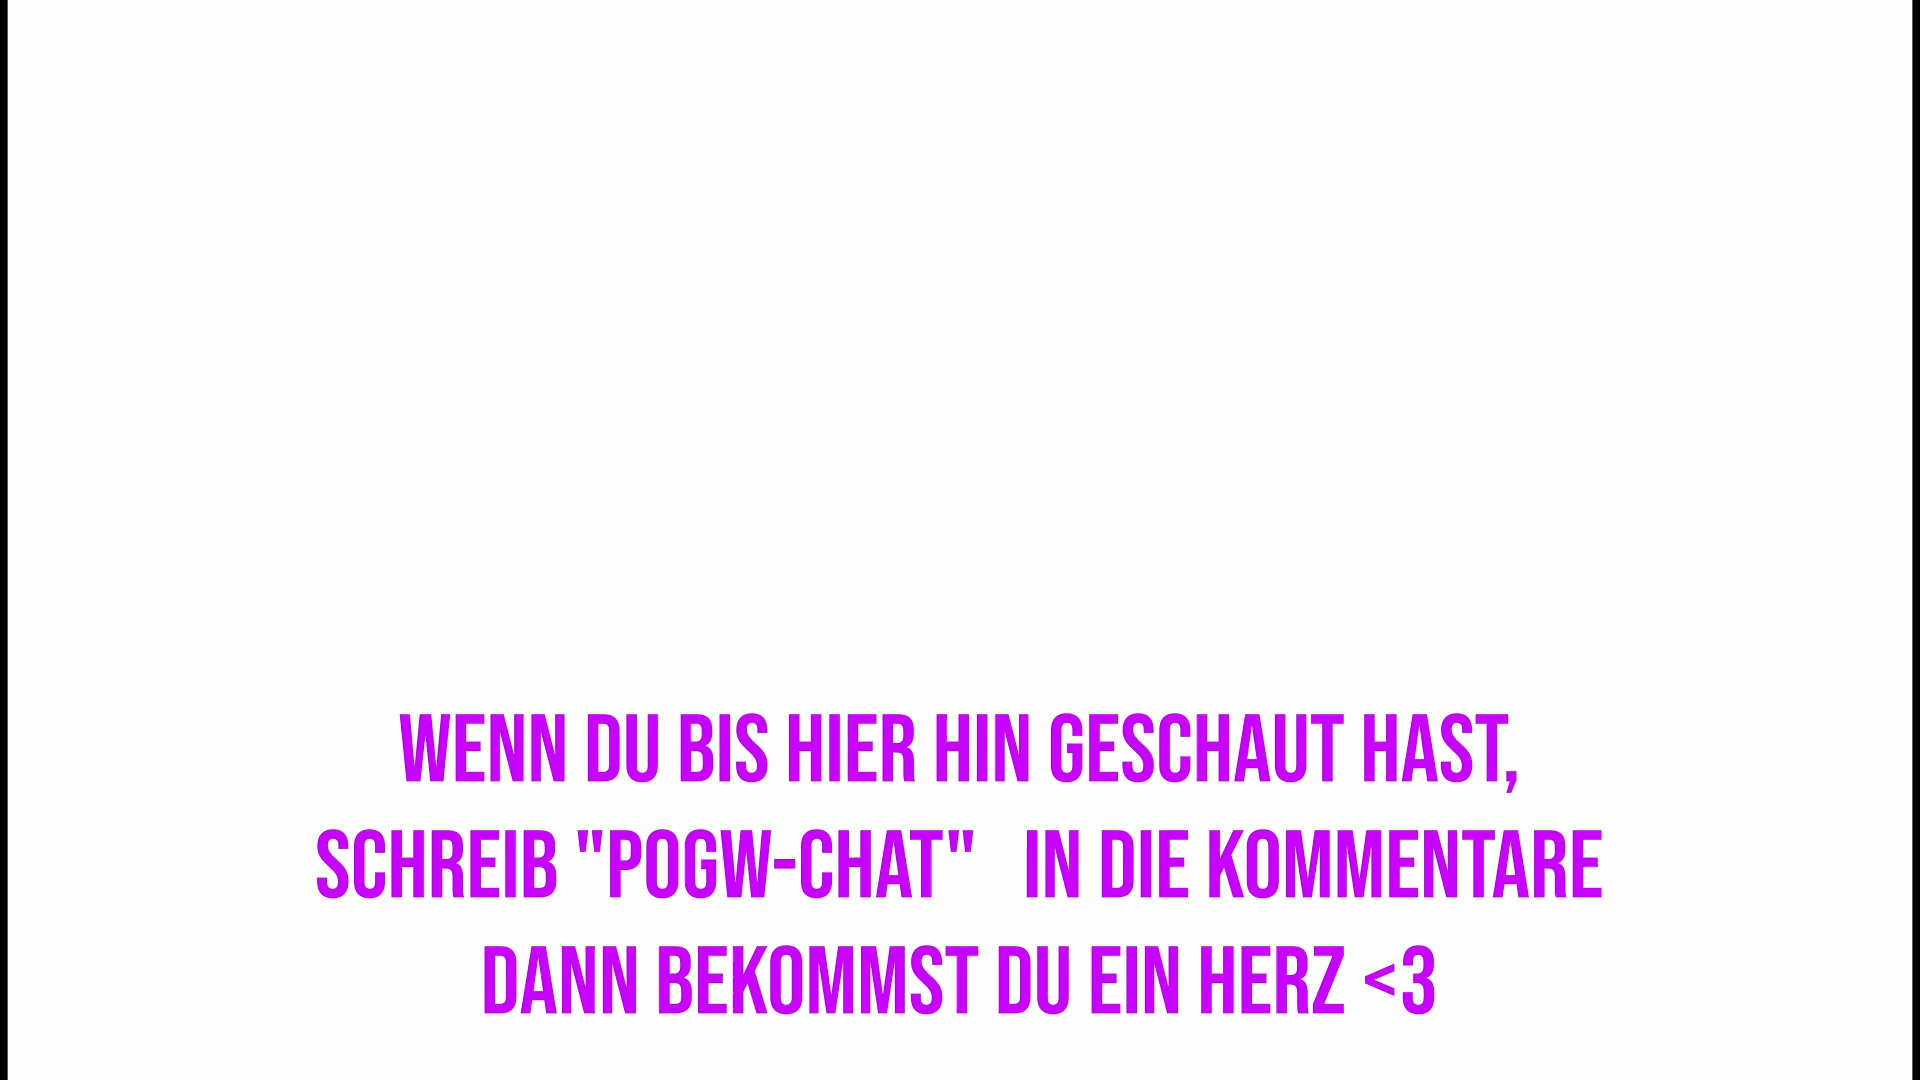 WENN DU BIS HIER HIN GESCHAUT HAST,
SCHREIB "POGW-CHAT"   IN DIE KOMMENTARE
DANN BEKOMMST DU EIN HERZ <3